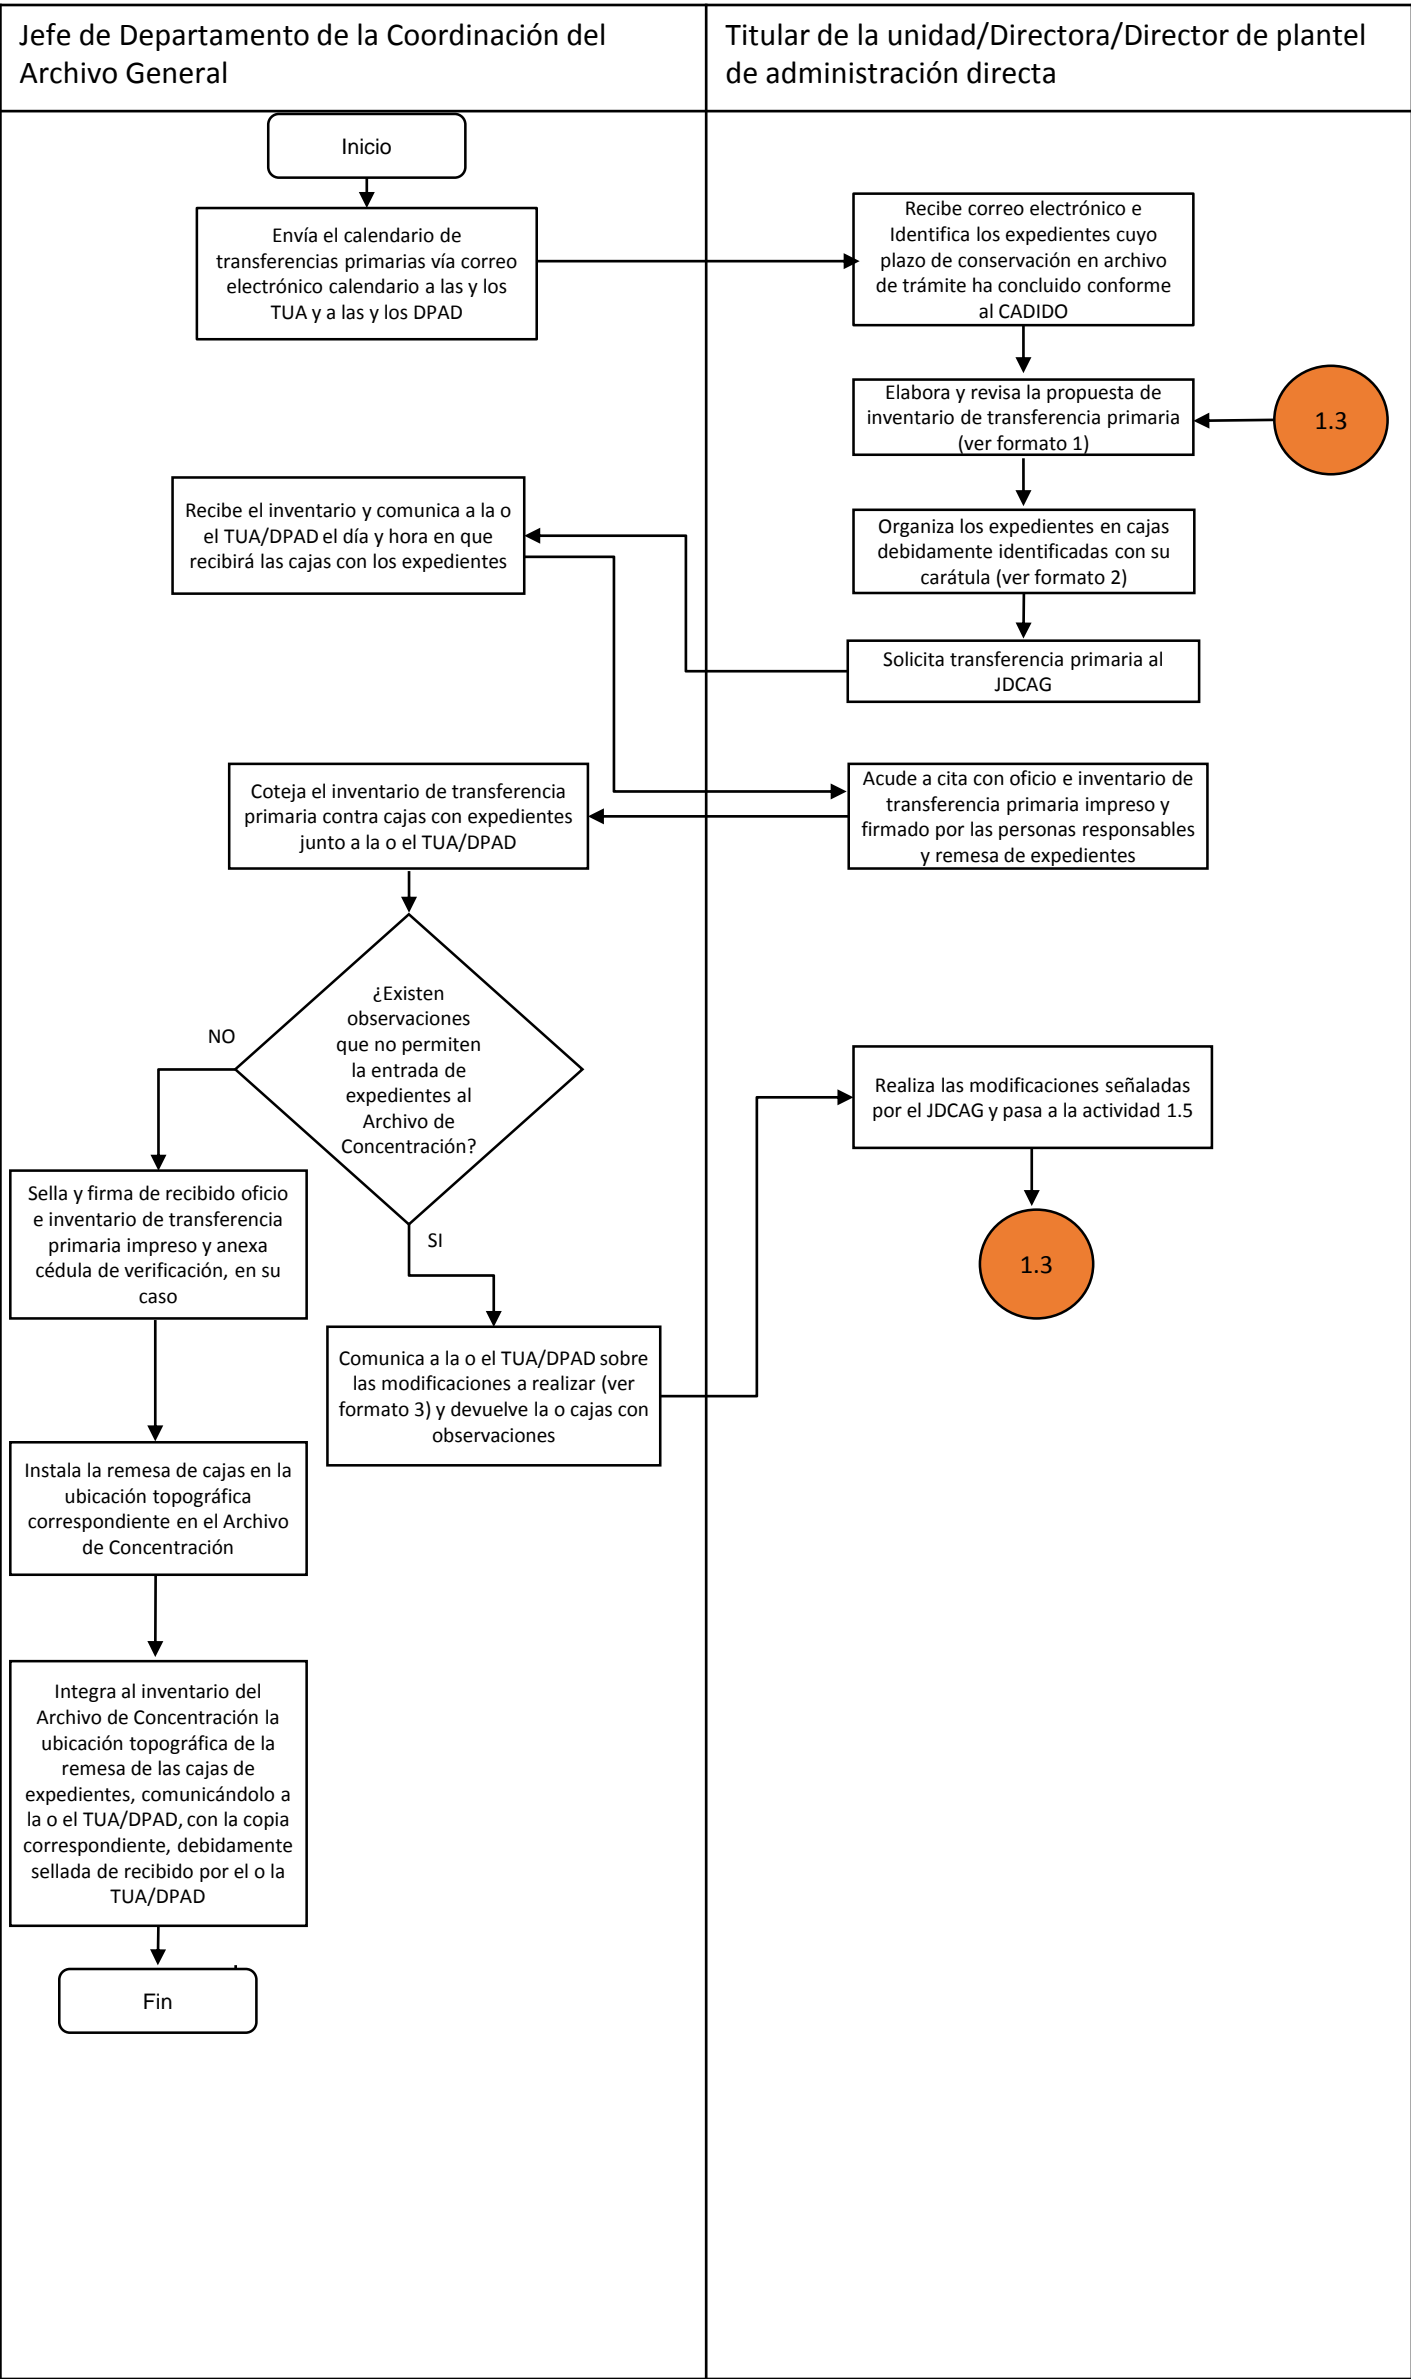 Jefe de Departamento de la Coordinación del
Archivo General
Titular de la unidad/Directora/Director de plantel
de administración directa
Inicio
Envía el calendario de
transferencias primarias vía correo
electrónico calendario a las y los
TUA y a las y los DPAD
Recibe correo electrónico e
Identifica los expedientes cuyo
plazo de conservación en archivo
de trámite ha concluido conforme
al CADIDO
Elabora y revisa la propuesta de
inventario de transferencia primaria
(ver formato 1)
1.3
Organiza los expedientes en cajas
debidamente identificadas con su
carátula (ver formato 2)
Solicita transferencia primaria al
JDCAG
Recibe el inventario y comunica a la o
el TUA/DPAD el día y hora en que
recibirá las cajas con los expedientes
Acude a cita con oficio e inventario de
transferencia primaria impreso y
firmado por las personas responsables
y remesa de expedientes
Coteja el inventario de transferencia
primaria contra cajas con expedientes
junto a la o el TUA/DPAD
¿Existen
observaciones
que no permiten
la entrada de
expedientes al
Archivo de
Concentración?
NO
SI
Sella y firma de recibido oficio
e inventario de transferencia
primaria impreso y anexa
cédula de verificación, en su
caso
Comunica a la o el TUA/DPAD sobre
las modificaciones a realizar (ver
formato 3) y devuelve la o cajas con
observaciones
Realiza las modificaciones señaladas
por el JDCAG y pasa a la actividad 1.5
1.3
Instala la remesa de cajas en la
ubicación topográfica
correspondiente en el Archivo
de Concentración
Integra al inventario del
Archivo de Concentración la
ubicación topográfica de la
remesa de las cajas de
expedientes, comunicándolo a
la o el TUA/DPAD, con la copia
correspondiente, debidamente
sellada de recibido por el o la
TUA/DPAD
Fin